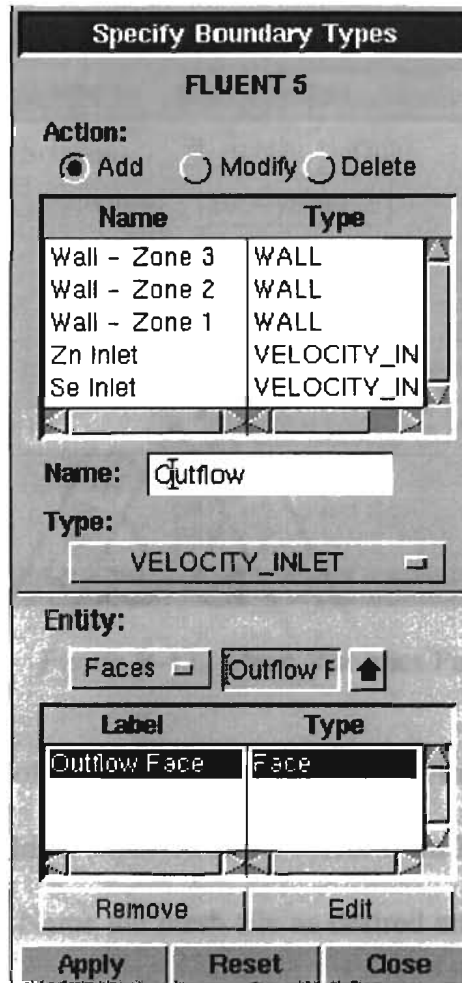 Specify Boundary Types
FLUENT 5
Action:
Add Modify Delete
Name Type
Wall - Zone 3 WALL
Wall - Zone 2 WALL
Wall - Zone 1 WALL
Zn Inlet VELOCITY_IN
Se Inlet VELOCITY_IN
Name: Outflow
Type:
VELOCITY_INLET
Entity:
Faces Outflow F
Label Type
Outflow Face Face
Remove Edit
Apply Reset Close